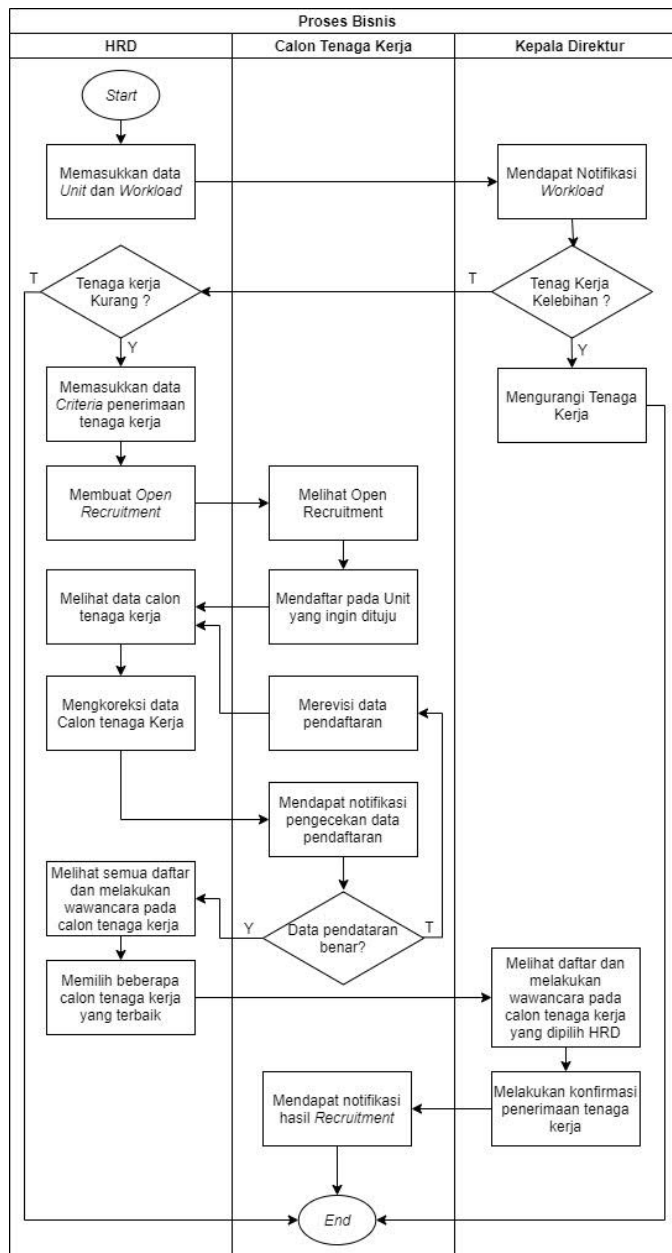 Proses Bisnis
HRD
Calon Tenaga Kerja
Kepala Direktur
Start
Memasukkan data
Unit dan Workload
Mendapat Notifikasi
Workload
T
Tenaga kerja
Kurang ?
T
Tenag Kerja
Kelebihan ?
Y
Y
Memasukkan data
Criteria penerimaan
tenaga kerja
Mengurangi Tenaga
Kerja
Membuat Open
Recruitment
Melihat Open
Recruitment
Melihat data calon
tenaga kerja
Mendaftar pada Unit
yang ingin dituju
Mengkoreksi data
Calon tenaga Kerja
Merevisi data
pendaftaran
Mendapat notifikasi
pengecekan data
pendaftaran
Melihat semua daftar
dan melakukan
wawancara pada
calon tenaga kerja
Y
Data pendataran
benar?
T
Memilih beberapa
calon tenaga kerja
yang terbaik
Melihat daftar dan
melakukan
wawancara pada
calon tenaga kerja
yang dipilih HRD
Mendapat notifikasi
hasil Recruitment
Melakukan konfirmasi
penerimaan tenaga
kerja
End